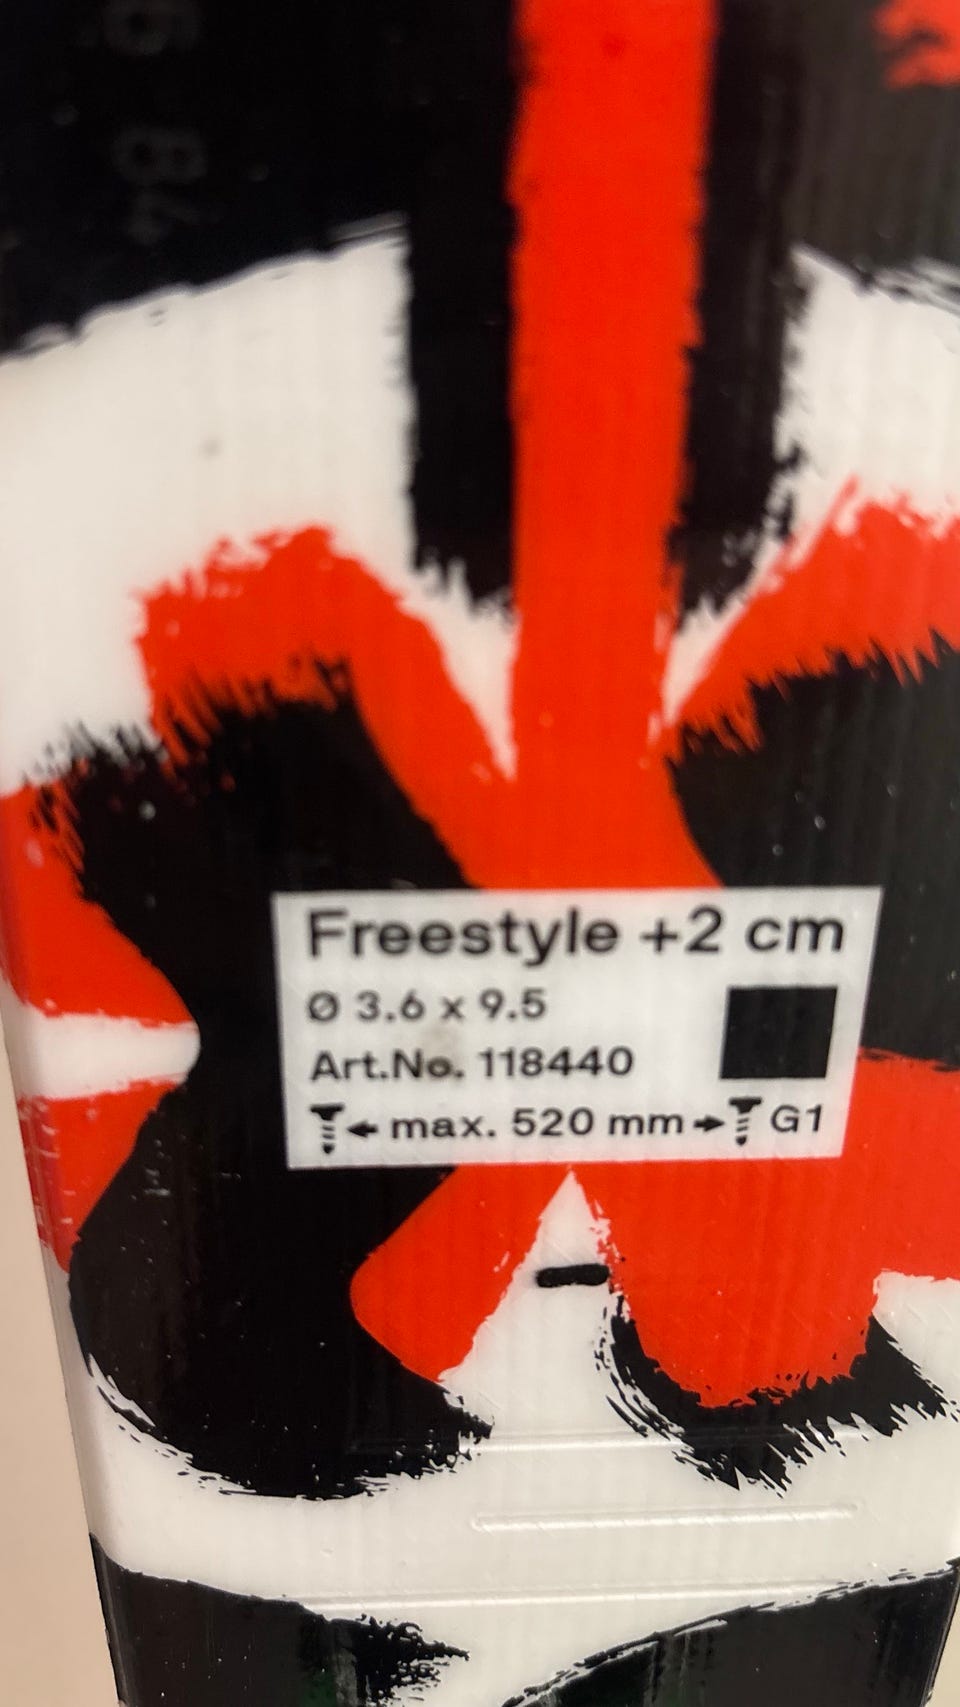 Freestyle +2 cm
Ø 3.6 x 9.5
Art.No. 118440
max. 520 mm G1